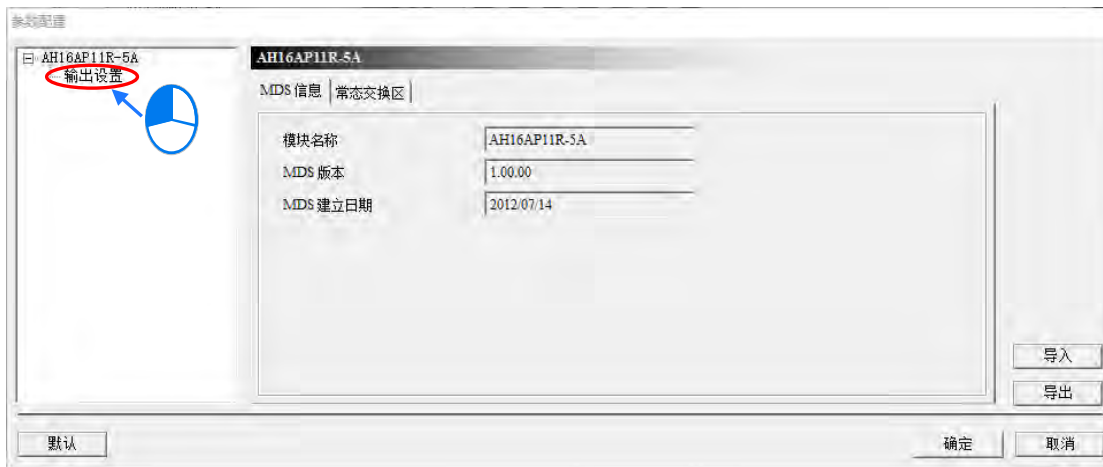 参数配置
AH16AP11R-5A
输出设置
AH16AP11R-5A
MDS 信息 常态交换区
模块名称 AH16AP11R-5A
MDS 版本 1.00.00
MDS 建立日期 2012/07/14
导入
导出
默认 确定 取消